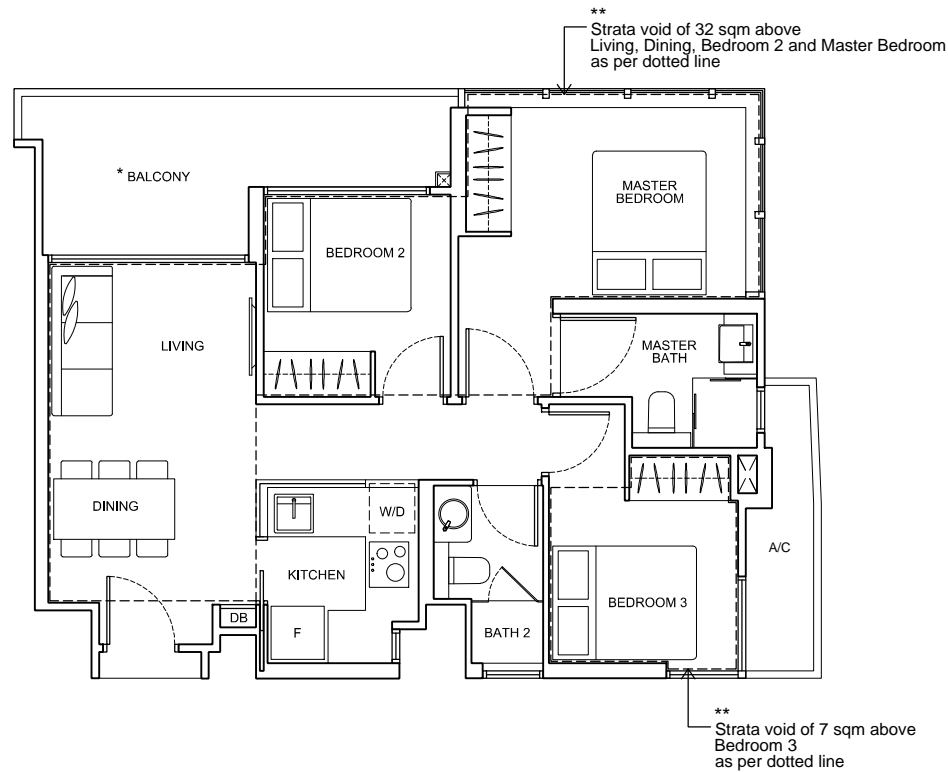 **
Strata void of 32 sqm above
Living, Dining, Bedroom 2 and Master Bedroom
as per dotted line
* BALCONY
MASTER
BEDROOM
BEDROOM 2
LIVING
MASTER
BATH
DINING
W/D
KITCHEN
A/C
BEDROOM 3
DB
F
BATH 2
**
Strata void of 7 sqm above
Bedroom 3
as per dotted line